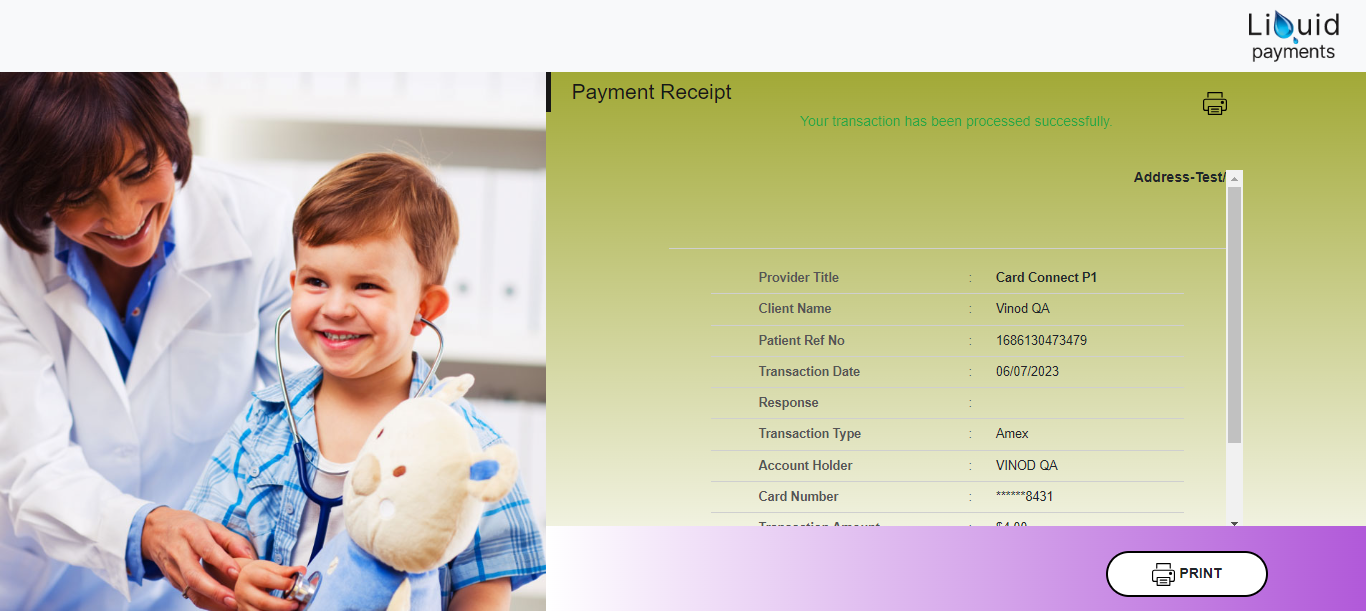 Liquid
payments
Payment Receipt
Your transaction has been processed successfully.
Address-Test/
Provider Title : Card Connect P1
Client Name : Vinod QA
Patient Ref No : 1686130473479
Transaction Date : 06/07/2023
Response :
Transaction Type : Amex
Account Holder : VINOD QA
Card Number : ******8431
Transaction Amount :
PRINT